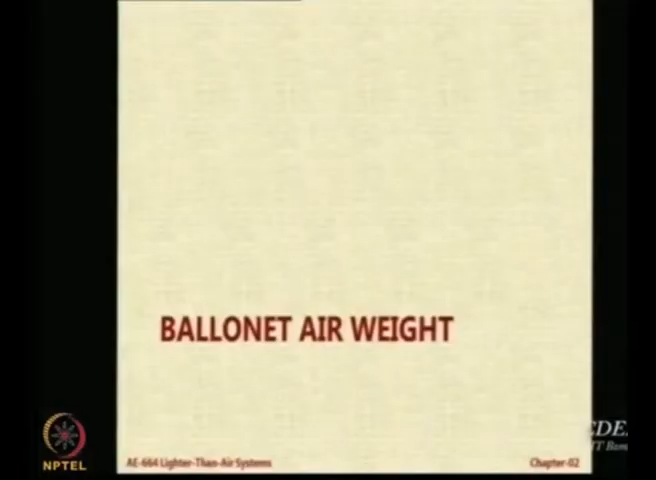 BALLONET AIR WEIGHT
NPTEL
AE-664 Lighter-Than-Air Systems
Chapter-02